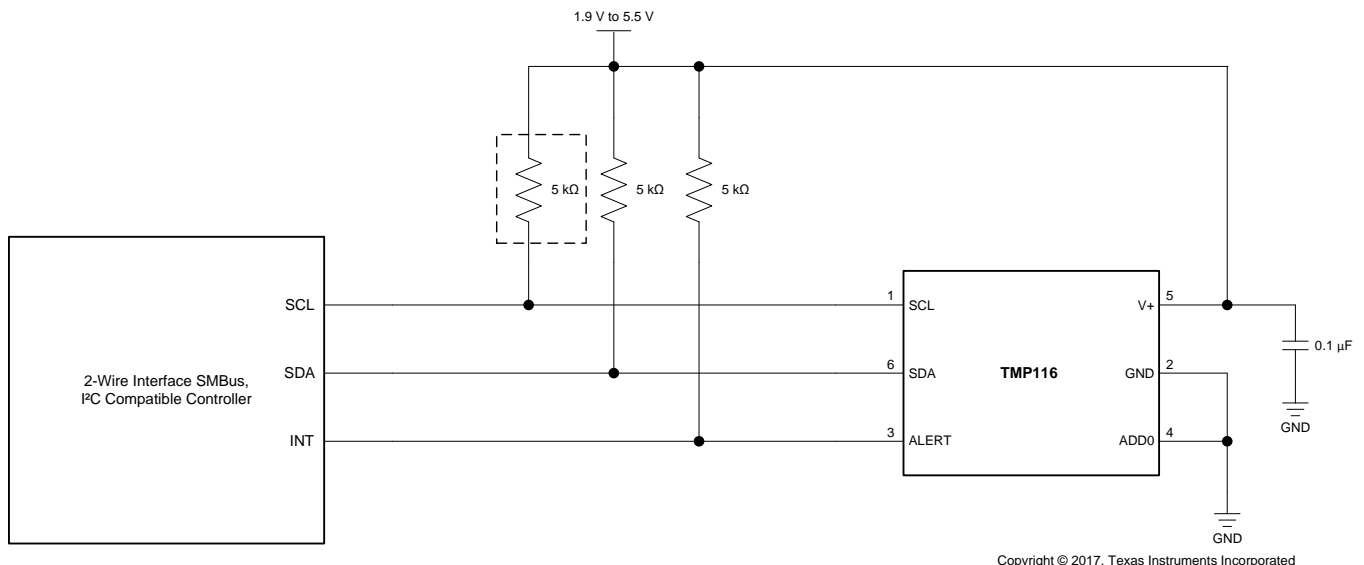 1.9 V to 5.5 V
5 kΩ
5 kΩ
5 kΩ
SCL
SDA
INT
2-Wire Interface SMBus,
I²C Compatible Controller
1
SCL
6
SDA
3
ALERT
TMP116
V+
5
GND
2
ADD0
4
0.1 µF
GND
GND
Copyright © 2017, Texas Instruments Incorporated